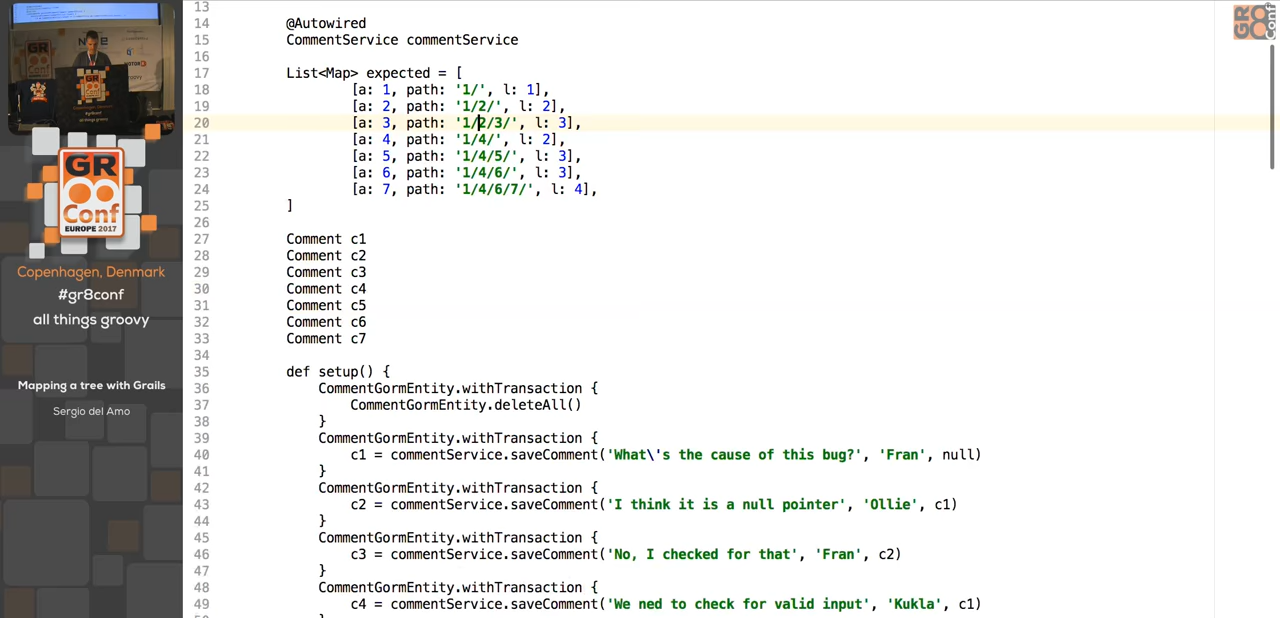 GR
Conf
EUROPE 2017
Copenhagen, Denmark
#gr8conf
all things groovy
Mapping a tree with Grails
Sergio del Amo
GR
Conf
13
14 @Autowired
15 CommentService commentService
16
17 List<Map> expected = [
18 [a: 1, path: '1/', l: 1],
19 [a: 2, path: '1/2/', l: 2],
20 [a: 3, path: '1/2/3/', l: 3],
21 [a: 4, path: '1/4/', l: 2],
22 [a: 5, path: '1/4/5/', l: 3],
23 [a: 6, path: '1/4/6/', l: 3],
24 [a: 7, path: '1/4/6/7/', l: 4],
25 ]
26
27 Comment c1
28 Comment c2
29 Comment c3
30 Comment c4
31 Comment c5
32 Comment c6
33 Comment c7
34
35 def setup() {
36 CommentGormEntity.withTransaction {
37 CommentGormEntity.deleteAll()
38 }
39 CommentGormEntity.withTransaction {
40 c1 = commentService.saveComment('What\'s the cause of this bug?', 'Fran', null)
41 }
42 CommentGormEntity.withTransaction {
43 c2 = commentService.saveComment('I think it is a null pointer', 'Ollie', c1)
44 }
45 CommentGormEntity.withTransaction {
46 c3 = commentService.saveComment('No, I checked for that', 'Fran', c2)
47 }
48 CommentGormEntity.withTransaction {
49 c4 = commentService.saveComment('We ned to check for valid input', 'Kukla', c1)